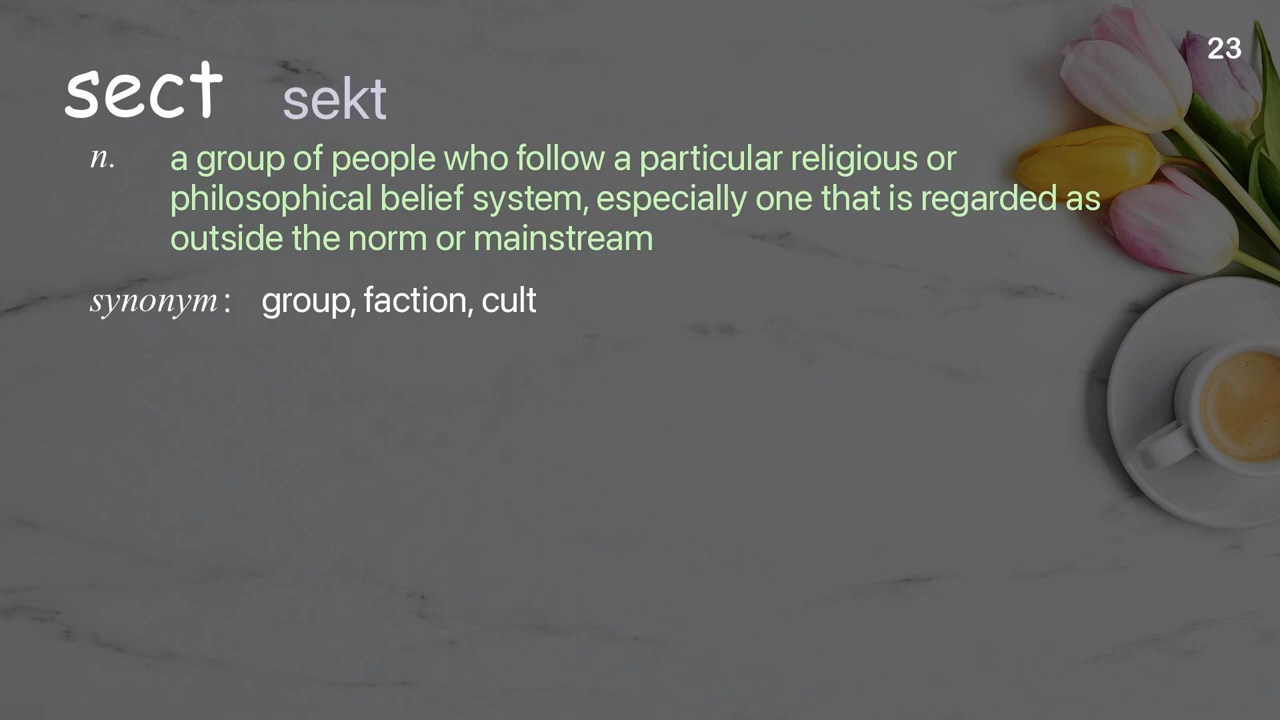 23
sect sekt
n. a group of people who follow a particular religious or
philosophical belief system, especially one that is regarded as
outside the norm or mainstream
synonym: group, faction, cult